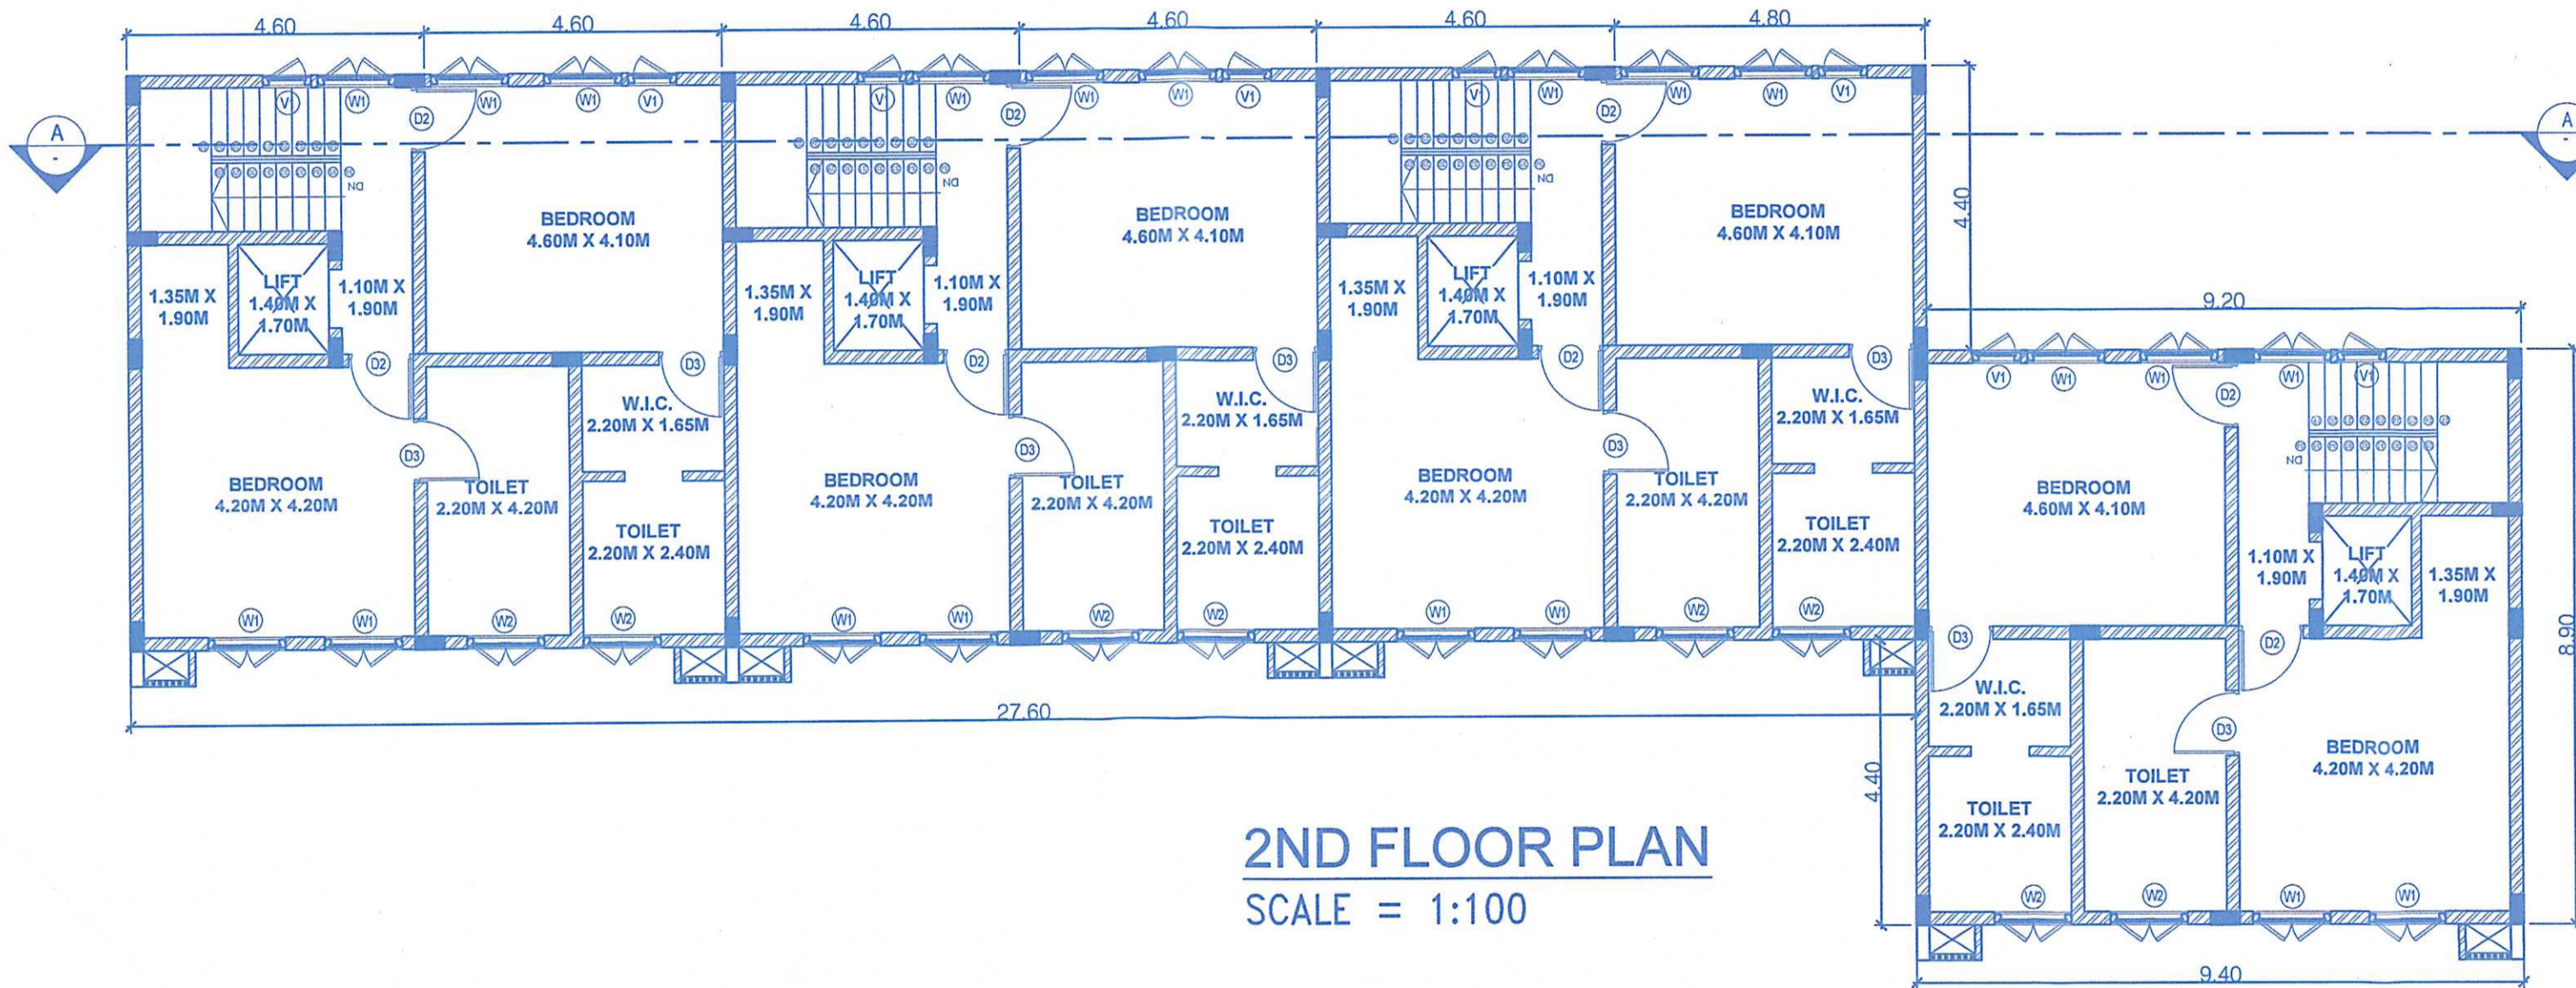 4.60
4.60
4.60
4.60
4.60
4.80
A
-
A
-
V1
W1
W1
W1
V1
V1
W1
W1
W1
V1
V1
W1
W1
W1
V1
D2
D2
D2
DN
DN
DN
4.40
BEDROOM
4.60M X 4.10M
BEDROOM
4.60M X 4.10M
BEDROOM
4.60M X 4.10M
1.35M X
1.90M
LIFT
1.40M X
1.70M
1.10M X
1.90M
1.35M X
1.90M
LIFT
1.40M X
1.70M
1.10M X
1.90M
1.35M X
1.90M
LIFT
1.40M X
1.70M
1.10M X
1.90M
9.20
D2
D3
D2
D3
D2
D3
V1
W1
W1
W1
V1
D2
W.I.C.
2.20M X 1.65M
W.I.C.
2.20M X 1.65M
W.I.C.
2.20M X 1.65M
D3
D3
D3
DN
BEDROOM
4.20M X 4.20M
TOILET
2.20M X 4.20M
TOILET
2.20M X 2.40M
BEDROOM
4.20M X 4.20M
TOILET
2.20M X 4.20M
TOILET
2.20M X 2.40M
BEDROOM
4.20M X 4.20M
TOILET
2.20M X 4.20M
TOILET
2.20M X 2.40M
BEDROOM
4.60M X 4.10M
1.10M X
1.90M
LIFT
1.40M X
1.70M
1.35M X
1.90M
8.90
W1
W1
W2
W2
W1
W1
W2
W2
W1
W1
W2
W2
D3
D2
W.I.C.
2.20M X 1.65M
27.60
D3
4.40
BEDROOM
4.20M X 4.20M
TOILET
2.20M X 4.20M
TOILET
2.20M X 2.40M
2ND FLOOR PLAN
SCALE = 1:100
W2
W2
W1
W1
9.40